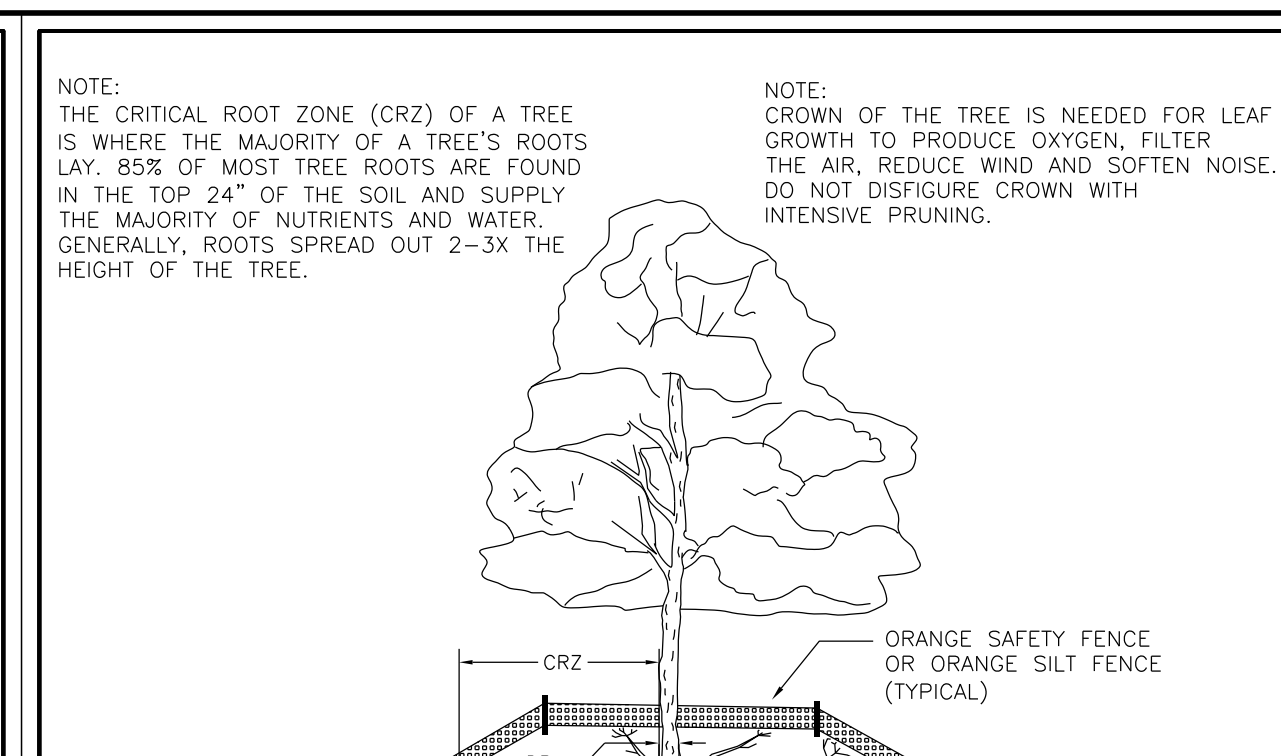 NOTE:
THE CRITICAL ROOT ZONE (CRZ) OF A TREE
IS WHERE THE MAJORITY OF A TREE'S ROOTS
LAY. 85% OF MOST TREE ROOTS ARE FOUND
IN THE TOP 24" OF THE SOIL AND SUPPLY
THE MAJORITY OF NUTRIENTS AND WATER.
GENERALLY, ROOTS SPREAD OUT 2–3X THE
HEIGHT OF THE TREE.
NOTE:
CROWN OF THE TREE IS NEEDED FOR LEAF
GROWTH TO PRODUCE OXYGEN, FILTER
THE AIR, REDUCE WIND AND SOFTEN NOISE.
DO NOT DISFIGURE CROWN WITH
INTENSIVE PRUNING.
ORANGE SAFETY FENCE
OR ORANGE SILT FENCE
(TYPICAL)
CRZ